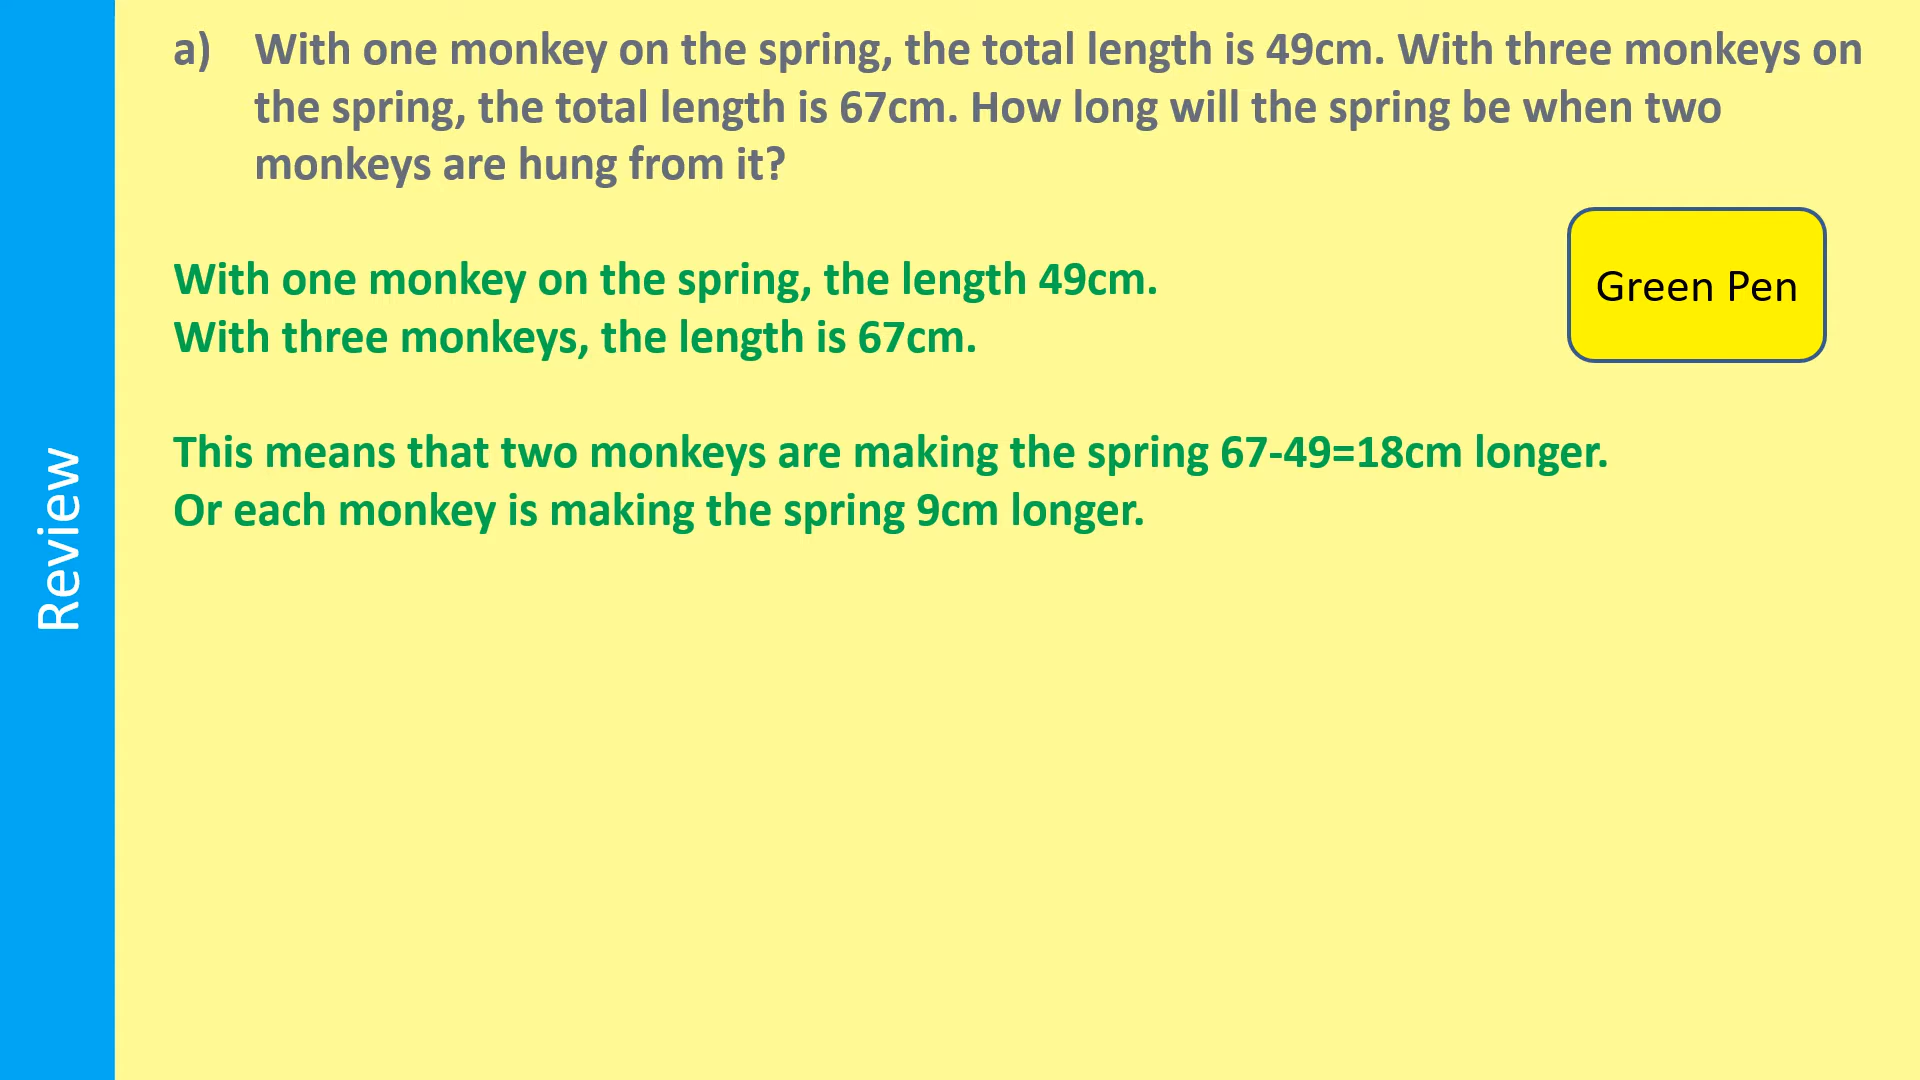 a) With one monkey on the spring, the total length is 49cm. With three monkeys on
the spring, the total length is 67cm. How long will the spring be when two
monkeys are hung from it?
With one monkey on the spring, the length 49cm.
With three monkeys, the length is 67cm.
Green Pen
This means that two monkeys are making the spring 67-49=18cm longer.
Or each monkey is making the spring 9cm longer.
Review